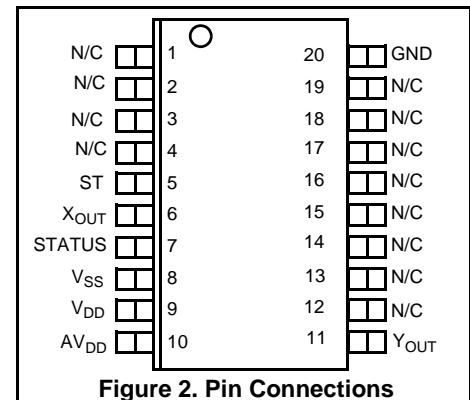 N/C 1 20 GND
N/C 2 19 N/C
N/C 3 18 N/C
N/C 4 17 N/C
ST 5 16 N/C
XOUT 6 15 N/C
STATUS 7 14 N/C
VSS 8 13 N/C
VDD 9 12 N/C
AVDD 10 11 YOUT
Figure 2. Pin Connections